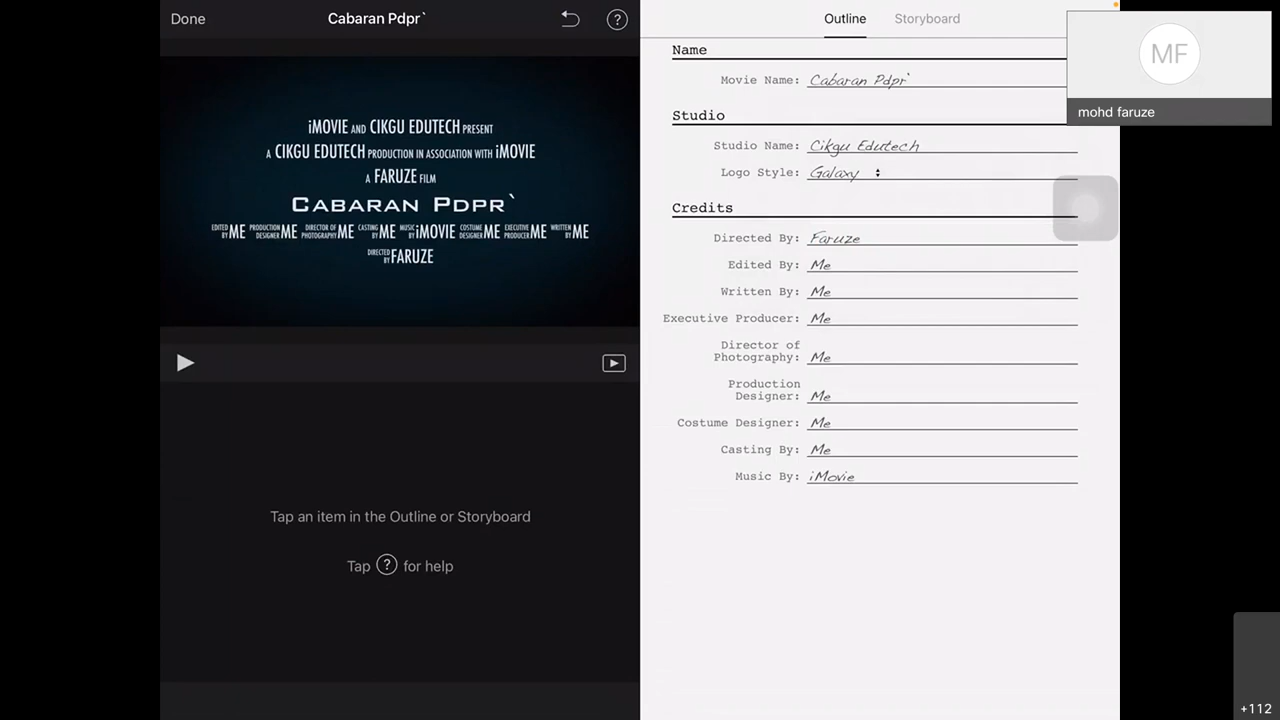 Done
Cabaran Pdpr`
?
iMOVIE AND CIKGU EDUTECH PRESENT
A CIKGU EDUTECH PRODUCTION IN ASSOCIATION WITH iMOVIE
A FARUZE FILM
CABARAN PDPR`
EDITED BY ME PRODUCTION DESIGNER ME DIRECTOR OF PHOTOGRAPHY ME CASTING BY ME MUSIC BY iMOVIE COSTUME DESIGNER ME EXECUTIVE PRODUCER ME WRITTEN BY ME
DIRECTED BY FARUZE
Tap an item in the Outline or Storyboard
Tap ? for help
Outline Storyboard
Name
Movie Name: Cabaran Pdpr`
Studio
Studio Name: Cikgu Edutech
Logo Style: Galaxy
Credits
Directed By: Faruze
Edited By: Me
Written By: Me
Executive Producer: Me
Director of
Photography: Me
Production
Designer: Me
Costume Designer: Me
Casting By: Me
Music By: iMovie
MF
mohd faruze
+112